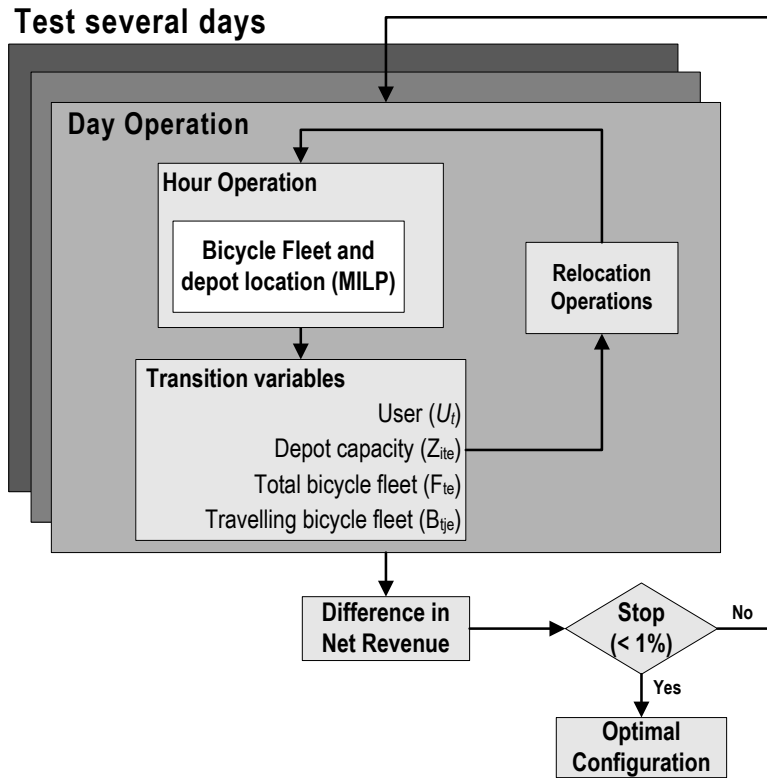 Test several days
Day Operation
Hour Operation
Bicycle Fleet and
depot location (MILP)
Relocation
Operations
Transition variables
User (Uₜ)
Depot capacity (Zite)
Total bicycle fleet (Fte)
Travelling bicycle fleet (Btje)
Difference in
Net Revenue
Stop
(< 1%)
No
Yes
Optimal
Configuration